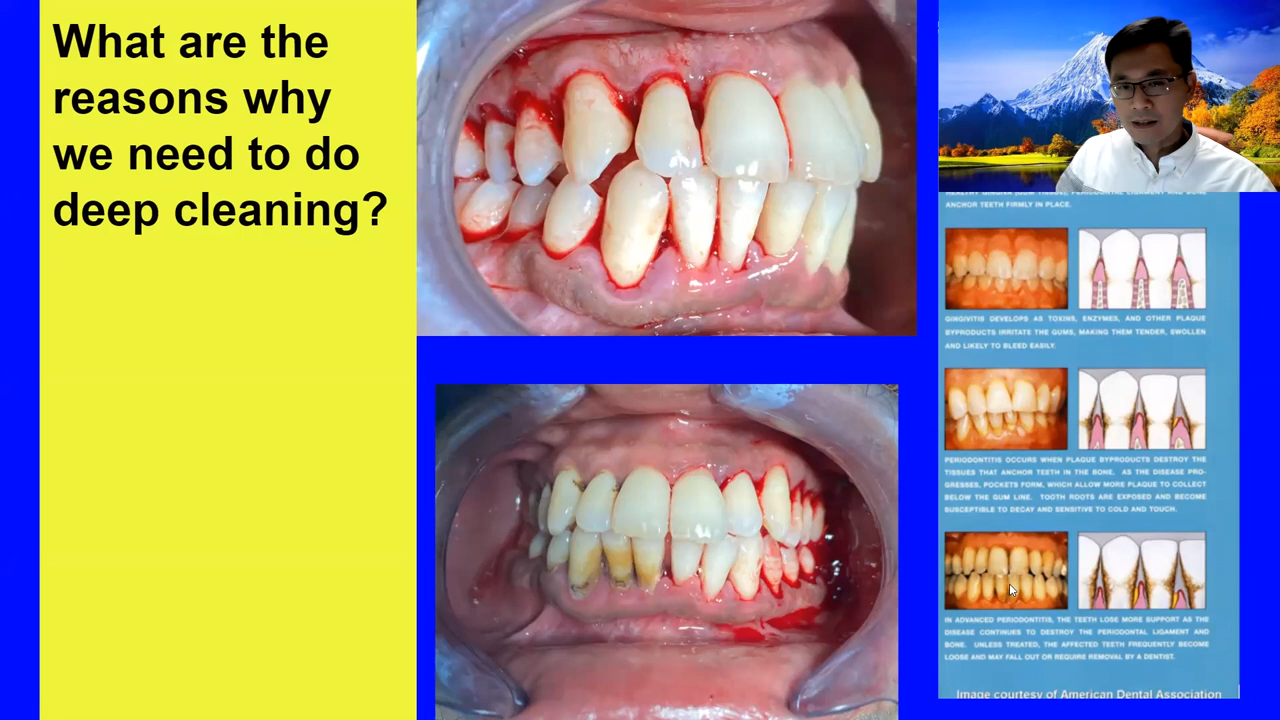 What are the
reasons why
we need to do
deep cleaning?
ANCHOR TEETH FIRMLY IN PLACE.
GINGIVITIS DEVELOPS AS TOXINS, ENZYMES, AND OTHER PLAQUE
BYPRODUCTS IRRITATE THE GUMS, MAKING THEM TENDER, SWOLLEN
AND LIKELY TO BLEED EASILY.
PERIODONTITIS OCCURS WHEN PLAQUE BYPRODUCTS DESTROY THE
TISSUES THAT ANCHOR TEETH IN THE BONE. AS THE DISEASE PRO-
GRESSES, POCKETS FORM, WHICH ALLOW MORE PLAQUE TO COLLECT
BELOW THE GUM LINE. TOOTH ROOTS ARE EXPOSED AND BECOME
SUSCEPTIBLE TO DECAY AND SENSITIVE TO COLD AND TOUCH.
IN ADVANCED PERIODONTITIS, THE TEETH LOSE MORE SUPPORT AS THE
DISEASE CONTINUES TO DESTROY THE PERIODONTAL LIGAMENT AND
BONE. UNLESS TREATED, THE AFFECTED TEETH FREQUENTLY BECOME
LOOSE AND MAY FALL OUT OR REQUIRE REMOVAL BY A DENTIST.
Image courtesy of American Dental Association